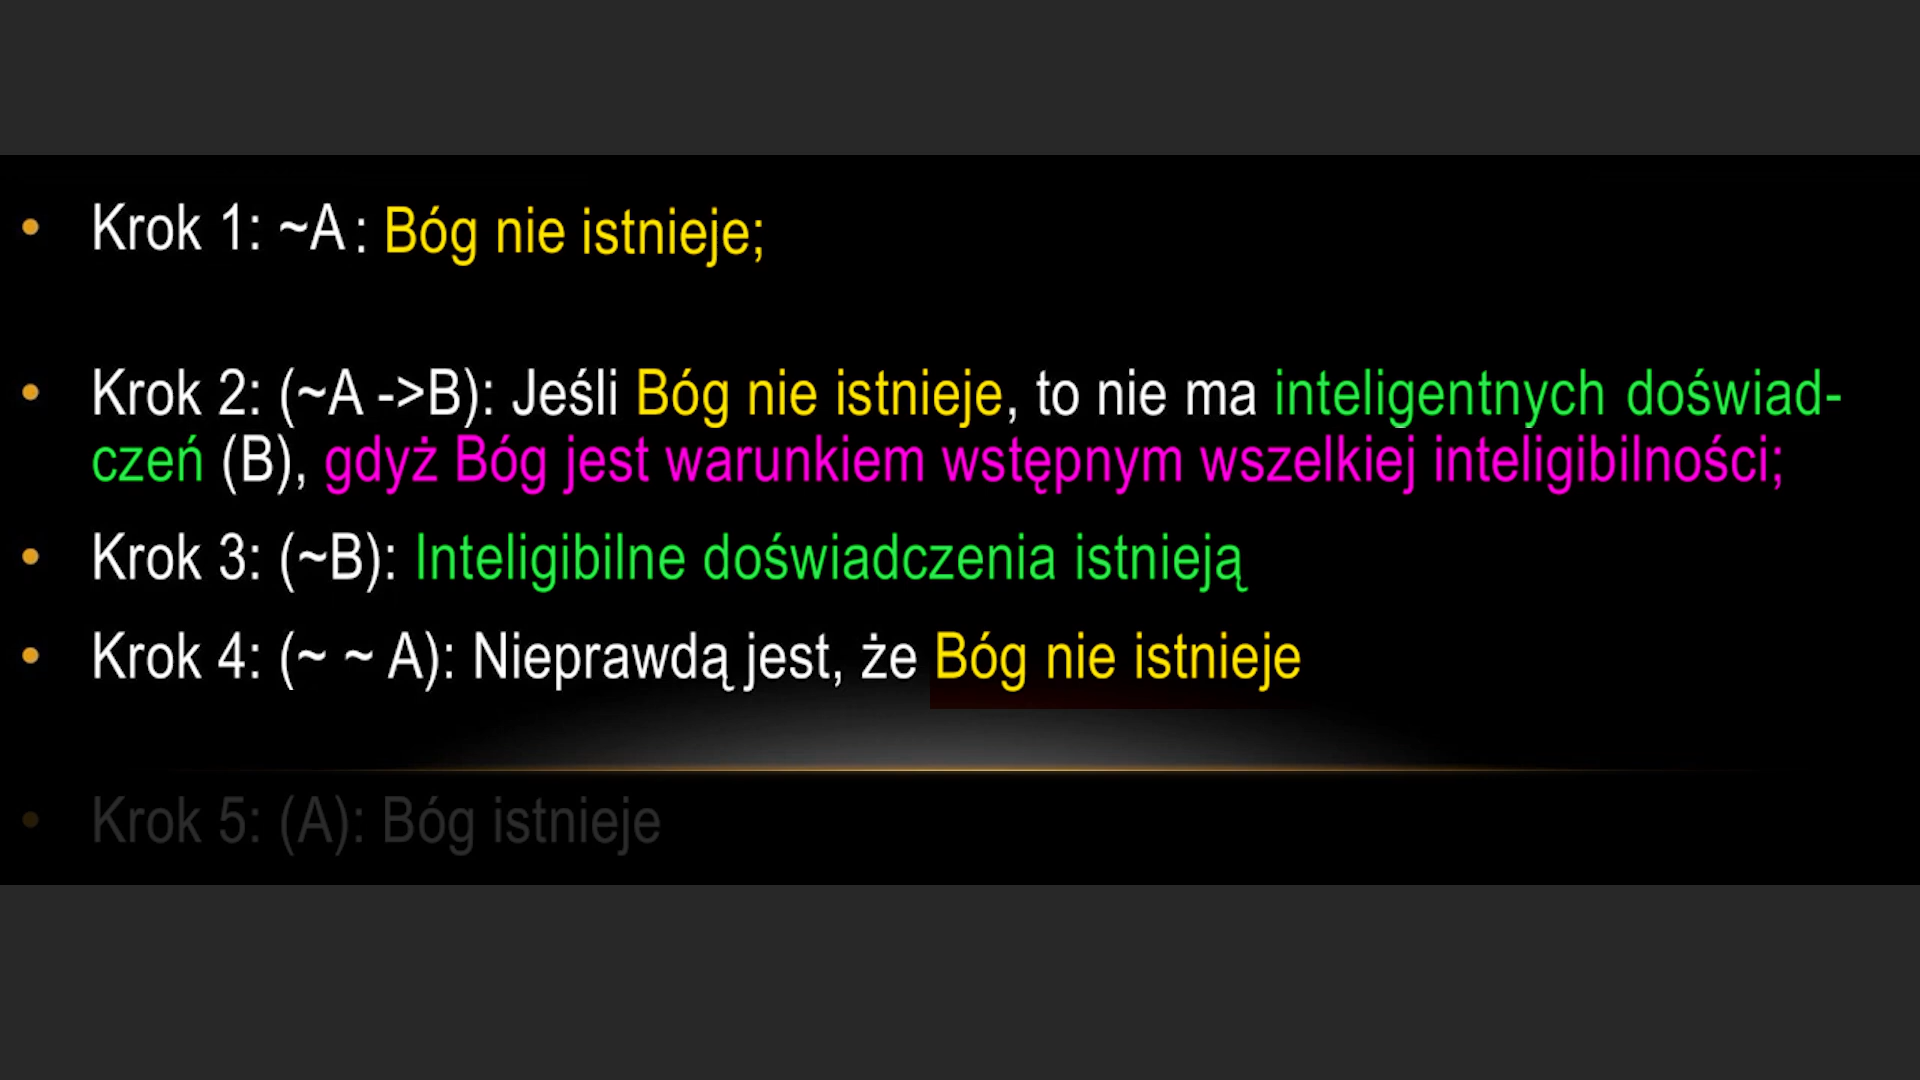 • Krok 1: ~A : Bóg nie istnieje;
• Krok 2: (~A ->B): Jeśli Bóg nie istnieje, to nie ma inteligentnych doświad-
czeń (B), gdyż Bóg jest warunkiem wstępnym wszelkiej inteligibilności;
• Krok 3: (~B): Inteligibilne doświadczenia istnieją
• Krok 4: (~ ~ A): Nieprawdą jest, że Bóg nie istnieje
• Krok 5: (A): Bóg istnieje